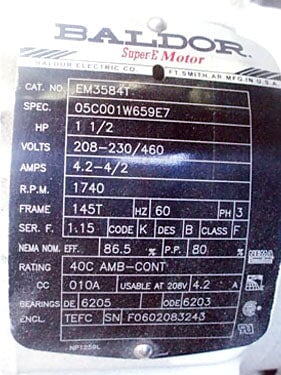 BALDOR
Super-E Motor
BALDOR ELECTRIC CO. FT. SMITH AR MFG. IN U.S.A.
CAT. NO. EM3584T
SPEC. 05C001W659E7
HP 1 1/2
VOLTS 208-230/460
AMPS 4.2-4/2
R.P.M. 1740
FRAME 145T HZ 60 PH 3
SER. F. 1.15 CODE K DES B CLASS F
NEMA NOM. EFF. 86.5 % P.F. 80 %
RATING 40C AMB-CONT
CC 010A USABLE AT 208V 4.2 A
BEARINGS DE 6205 ODE 6203
ENCL TEFC SN F0602083243
NP1259L